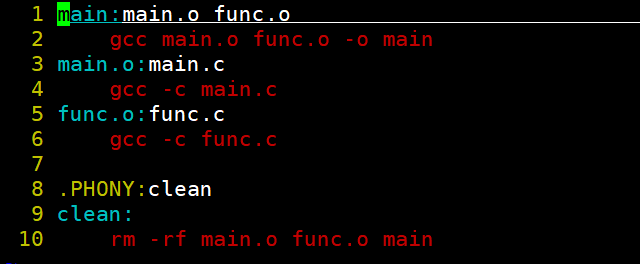 1 main:main.o func.o
2     gcc main.o func.o -o main
3 main.o:main.c
4     gcc -c main.c
5 func.o:func.c
6     gcc -c func.c
7
8 .PHONY:clean
9 clean:
10     rm -rf main.o func.o main